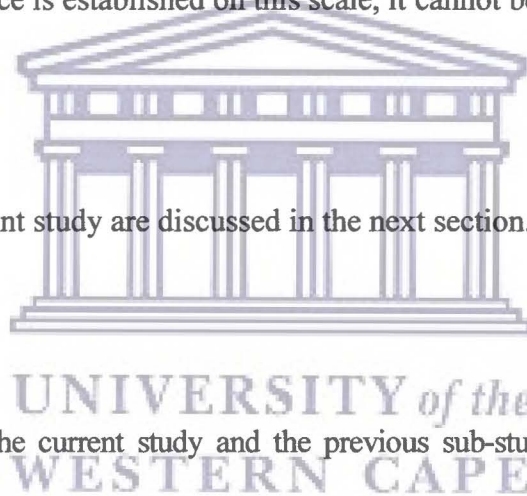 ce is established on this scale, it cannot be
nt study are discussed in the next section.
UNIVERSITY of the
he current study and the previous sub-stu
WESTERN CAPE